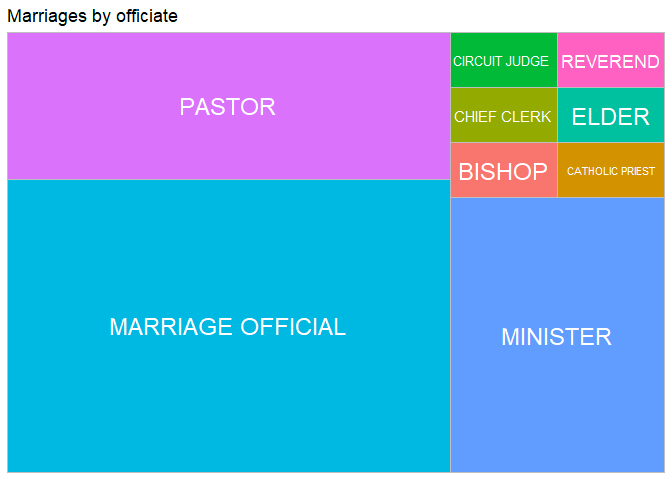 Marriages by officiate
PASTOR
CIRCUIT JUDGE
REVEREND
CHIEF CLERK
ELDER
BISHOP
CATHOLIC PRIEST
MARRIAGE OFFICIAL
MINISTER